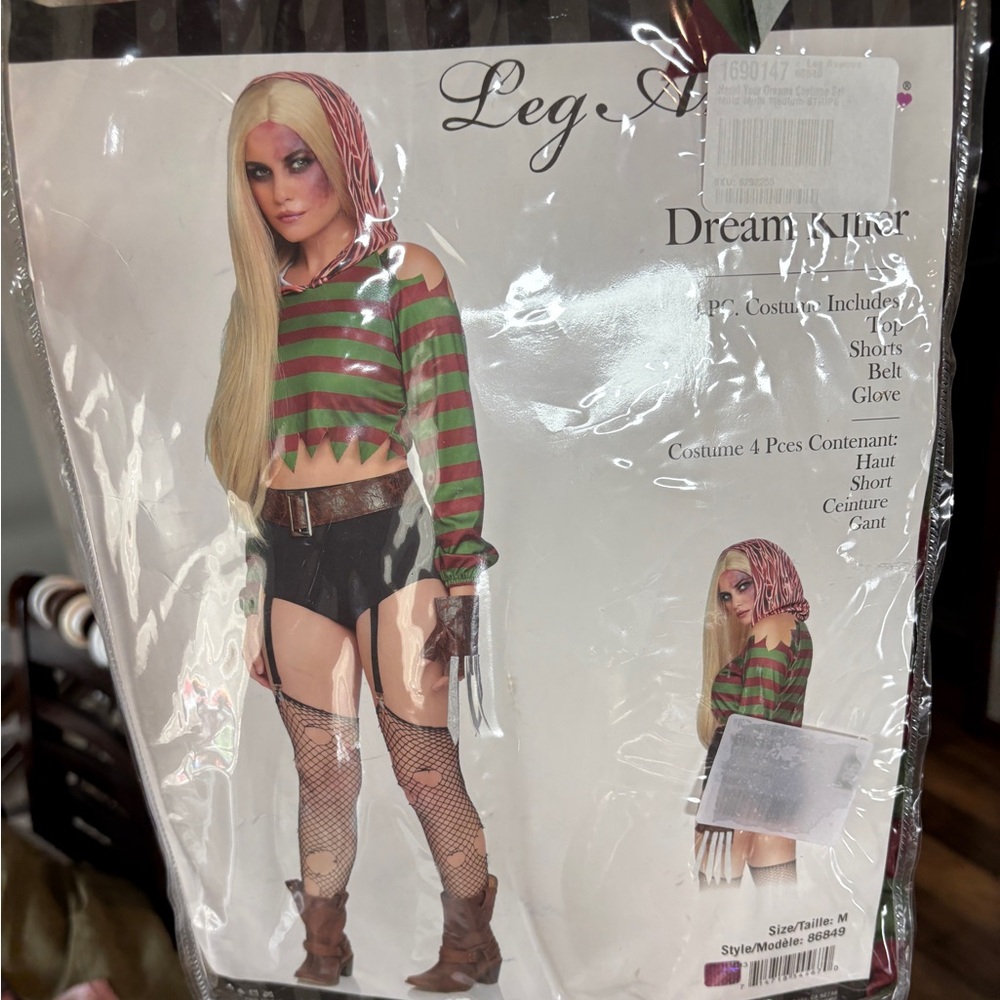 Leg
1690147
Dream Killer
PC. Costume Includes
Top
Shorts
Belt
Glove
Costume 4 Pces Contenant:
Haut
Short
Ceinture
Gant
Size/Taille: M
Style/Modèle: 86849